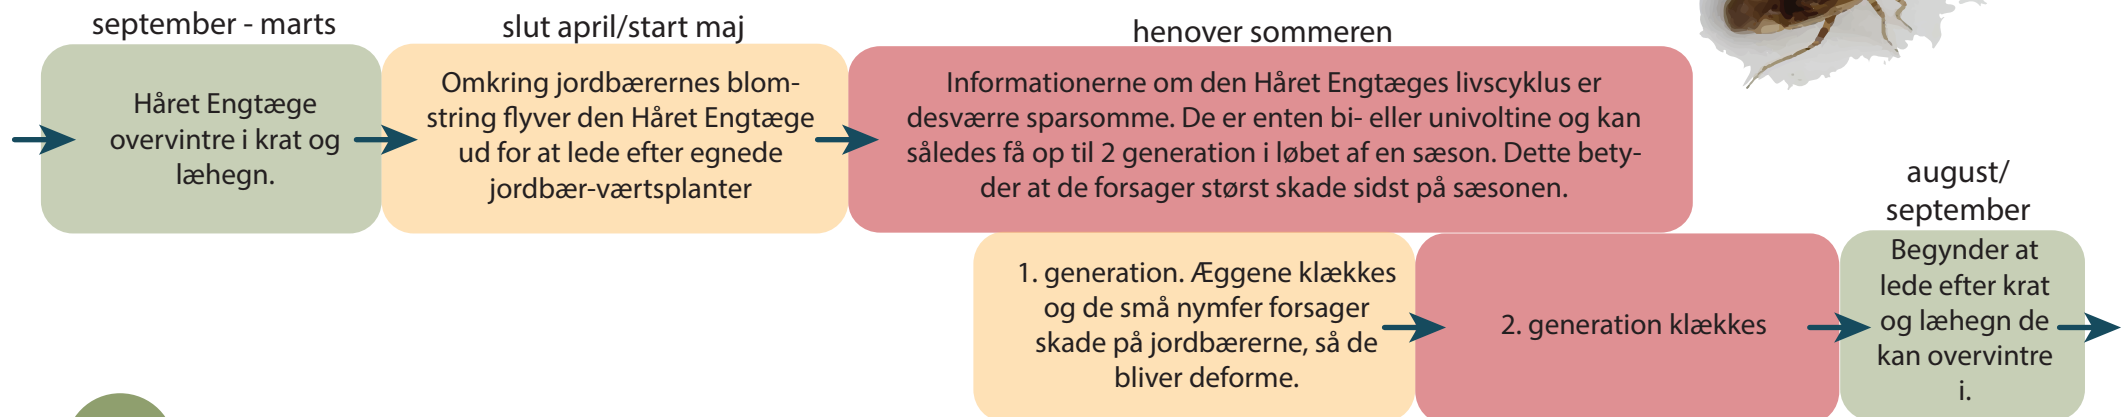 september - marts
Håret Engtæge
overvintre i krat og
læhegn.
slut april/start maj
Omkring jordbærernes blom-
string flyver den Håret Engtæge
ud for at lede efter egnede
jordbær-værtsplanter
henover sommeren
Informationerne om den Håret Engtæges livscyklus er
desværre sparsomme. De er enten bi- eller univoltine og kan
således få op til 2 generation i løbet af en sæson. Dette bety-
der at de forsager størst skade sidst på sæsonen.
1. generation. Æggene klækkes
og de små nymfer forsager
skade på jordbærerne, så de
bliver deforme.
2. generation klækkes
august/
september
Begynder at
lede efter krat
og læhegn de
kan overvintre
i.